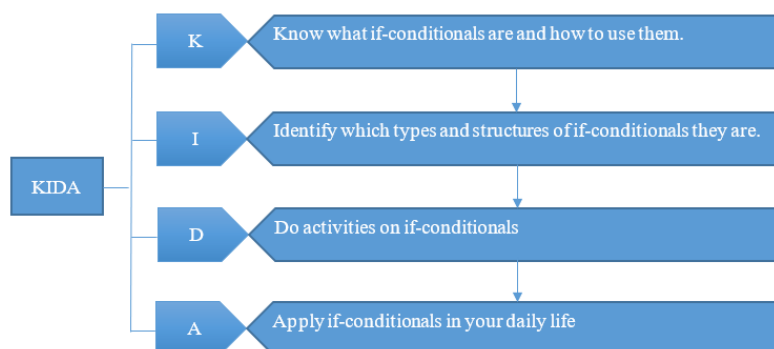 K
Know what if-conditionals are and how to use them.
I
Identify which types and structures of if-conditionals they are.
KIDA
D
Do activities on if-conditionals
A
Apply if-conditionals in your daily life